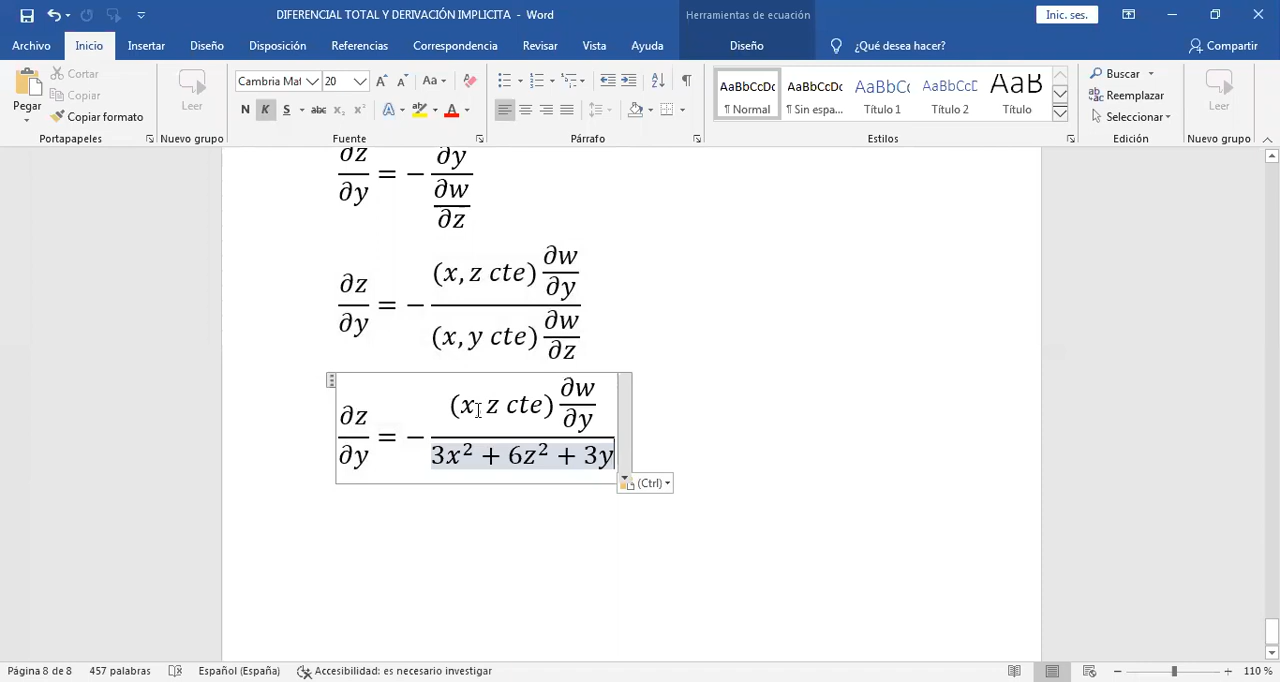 DIFERENCIAL TOTAL Y DERIVACIÓN IMPLICITA - Word
Herramientas de ecuación
Inic. ses.
Archivo Inicio Insertar Diseño Disposición Referencias Correspondencia Revisar Vista Ayuda Diseño ¿Qué desea hacer? Compartir
Pegar
Cortar
Copiar
Copiar formato
Portapapeles
Leer
Nuevo grupo
Cambria Mat 20
N K S abc x₂ x² A A
Fuente
Párrafo
AaBbCcDc AaBbCcDc AaBbCc AaBbCcD AaB
¶ Normal ¶ Sin espa... Título 1 Título 2 Título
Estilos
Buscar
Reemplazar
Seleccionar
Edición
Leer
Nuevo grupo
∂z/∂y = − ∂y/(∂w/∂z)
∂z/∂y = − ((x, z cte) ∂w/∂y)/((x, y cte) ∂w/∂z)
∂z/∂y = − ((x, z cte) ∂w/∂y)/(3x² + 6z² + 3y)
(Ctrl)
Página 8 de 8 457 palabras Español (España) Accesibilidad: es necesario investigar 110 %